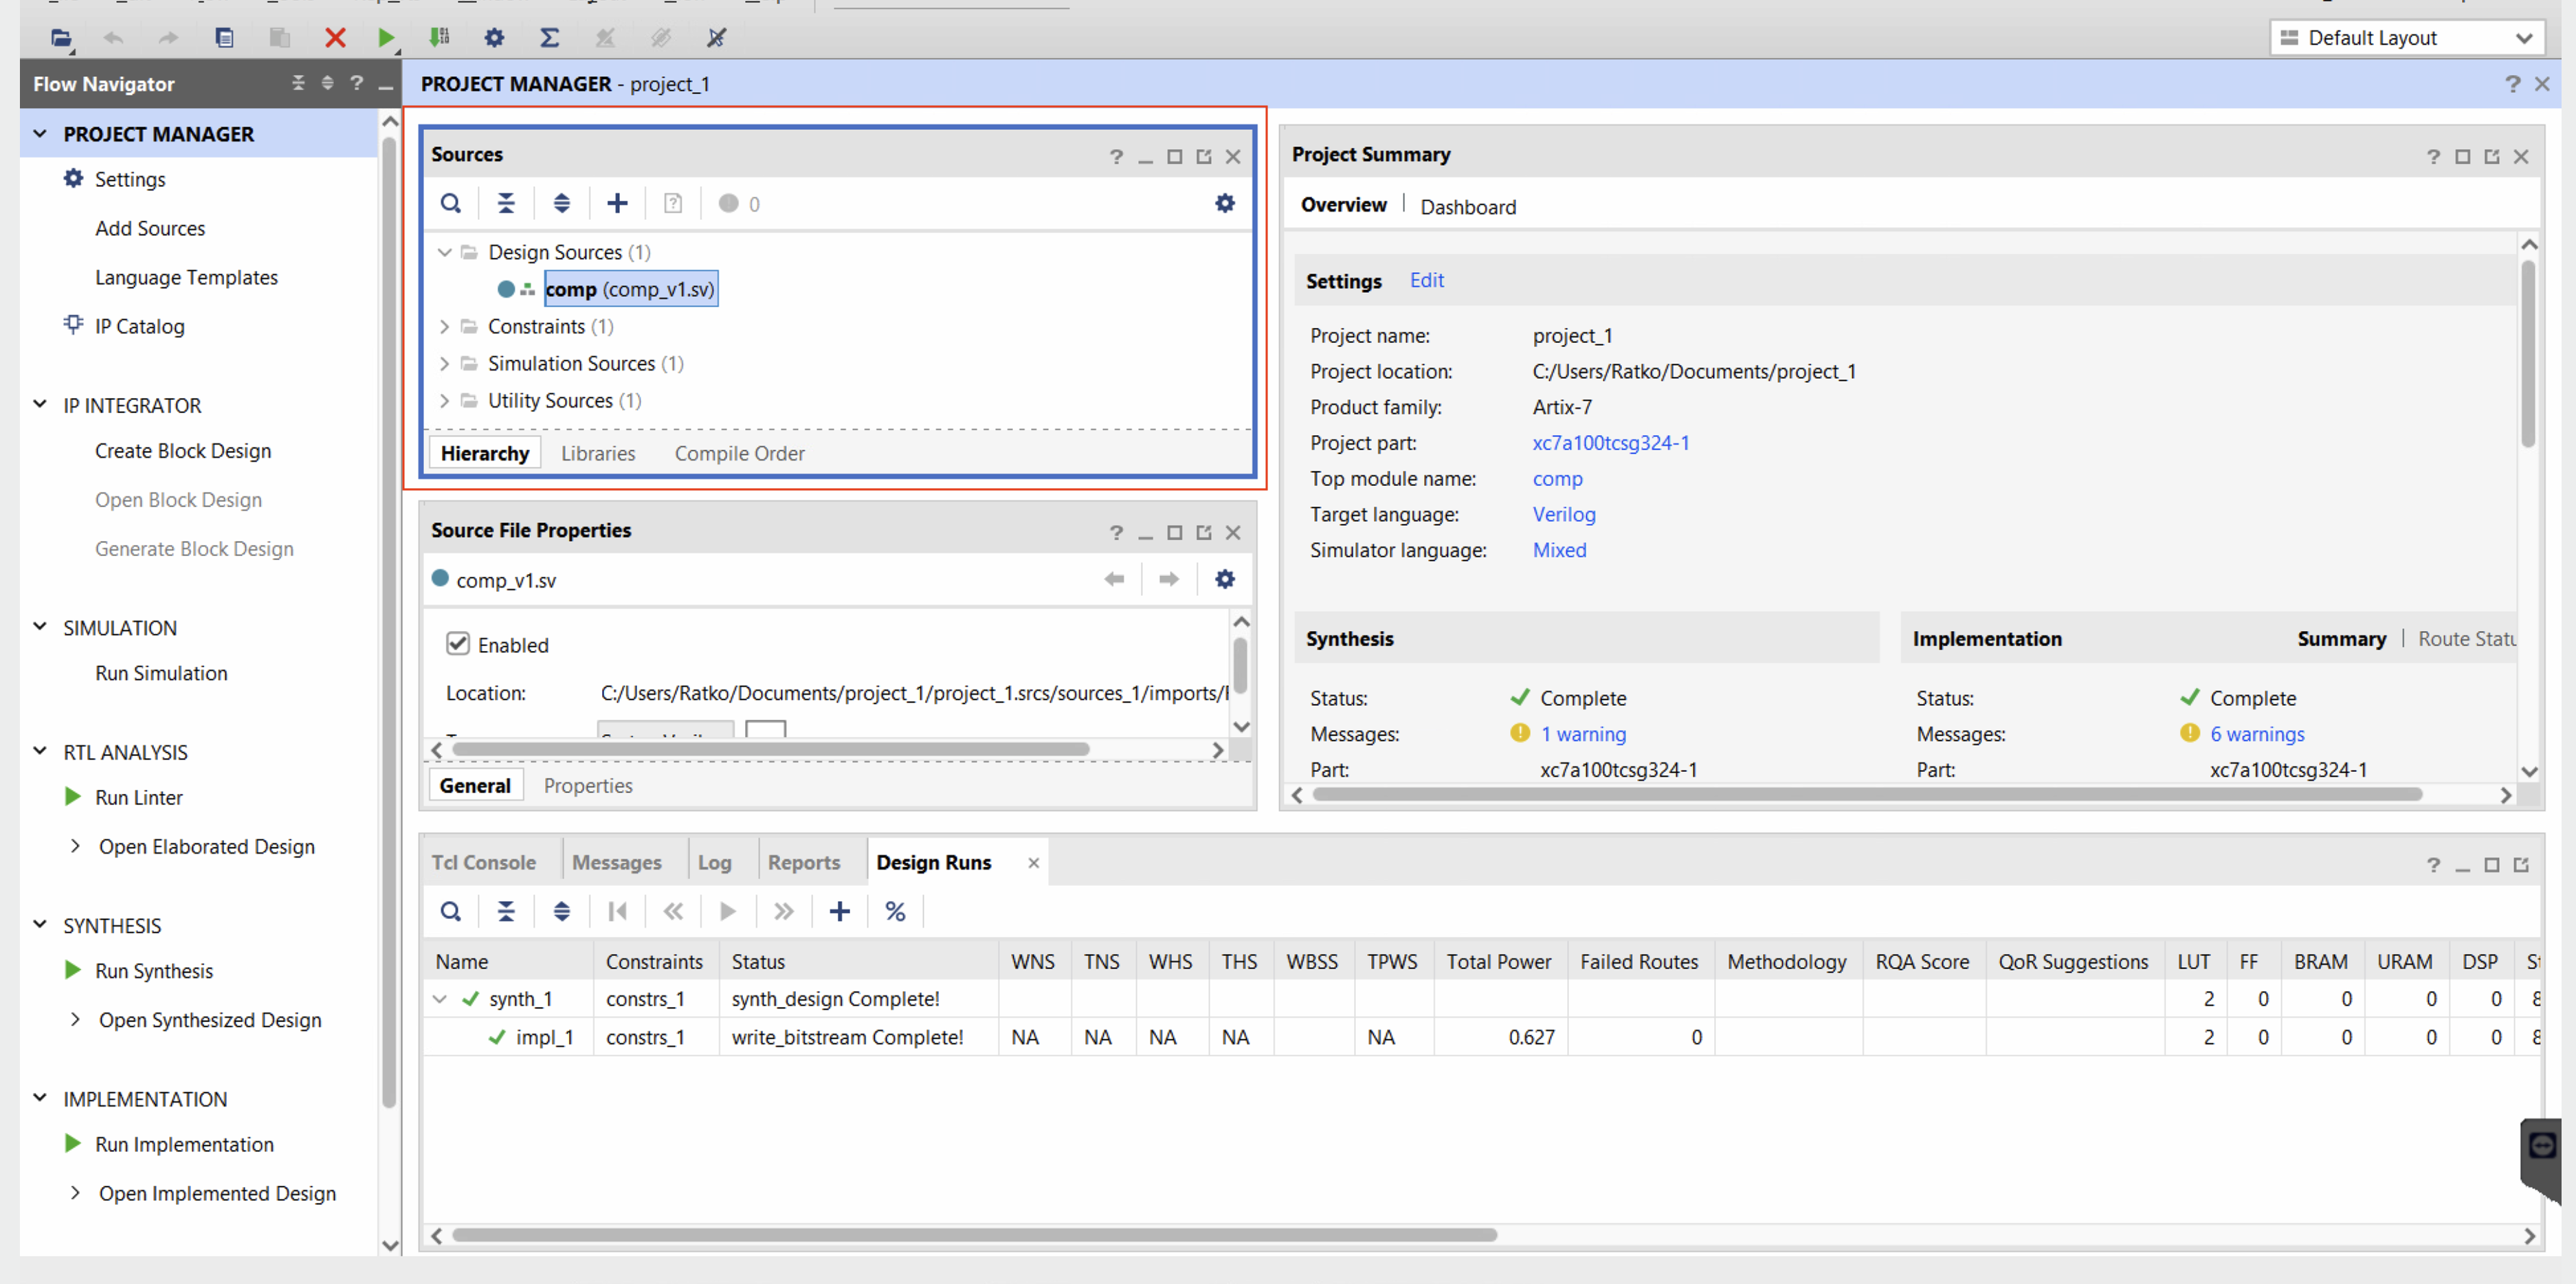 Default Layout
Flow Navigator
PROJECT MANAGER - project_1
PROJECT MANAGER
Settings
Add Sources
Language Templates
IP Catalog
IP INTEGRATOR
Create Block Design
Open Block Design
Generate Block Design
SIMULATION
Run Simulation
RTL ANALYSIS
Run Linter
Open Elaborated Design
SYNTHESIS
Run Synthesis
Open Synthesized Design
IMPLEMENTATION
Run Implementation
Open Implemented Design
Sources
0
Design Sources (1)
comp (comp_v1.sv)
Constraints (1)
Simulation Sources (1)
Utility Sources (1)
Hierarchy Libraries Compile Order
Source File Properties
comp_v1.sv
Enabled
Location: C:/Users/Ratko/Documents/project_1/project_1.srcs/sources_1/imports/
General Properties
Project Summary
Overview | Dashboard
Settings Edit
Project name: project_1
Project location: C:/Users/Ratko/Documents/project_1
Product family: Artix-7
Project part: xc7a100tcsg324-1
Top module name: comp
Target language: Verilog
Simulator language: Mixed
Synthesis
Status: Complete
Messages: 1 warning
Part: xc7a100tcsg324-1
Implementation Summary | Route Statu
Status: Complete
Messages: 6 warnings
Part: xc7a100tcsg324-1
Tcl Console Messages Log Reports Design Runs
Name Constraints Status WNS TNS WHS THS WBSS TPWS Total Power Failed Routes Methodology RQA Score QoR Suggestions LUT FF BRAM URAM DSP
synth_1 constrs_1 synth_design Complete! 2 0 0 0 0 8
impl_1 constrs_1 write_bitstream Complete! NA NA NA NA NA 0.627 0 2 0 0 0 0 8